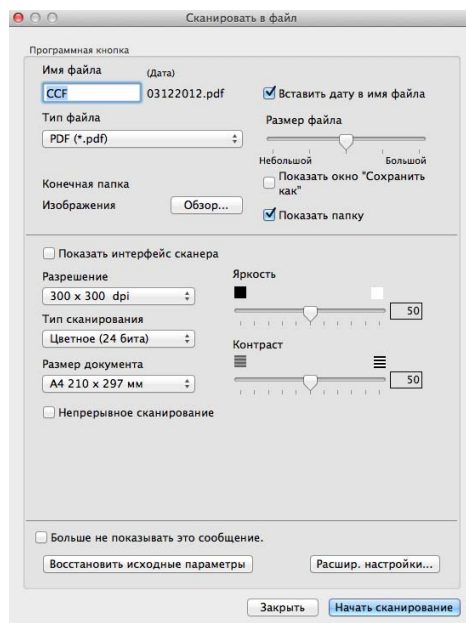 Сканировать в файл
Программная кнопка
Имя файла
(Дата)
CCF
03122012.pdf
Вставить дату в имя файла
Тип файла
Размер файла
PDF (*.pdf)
Небольшой
Большой
Показать окно "Сохранить
как"
Конечная папка
Изображения
Обзор...
Показать папку
Показать интерфейс сканера
Разрешение
Яркость
300 x 300 dpi
50
Тип сканирования
Цветное (24 бита)
Контраст
Размер документа
A4 210 x 297 мм
50
Непрерывное сканирование
Больше не показывать это сообщение.
Восстановить исходные параметры
Расшир. настройки...
Закрыть
Начать сканирование